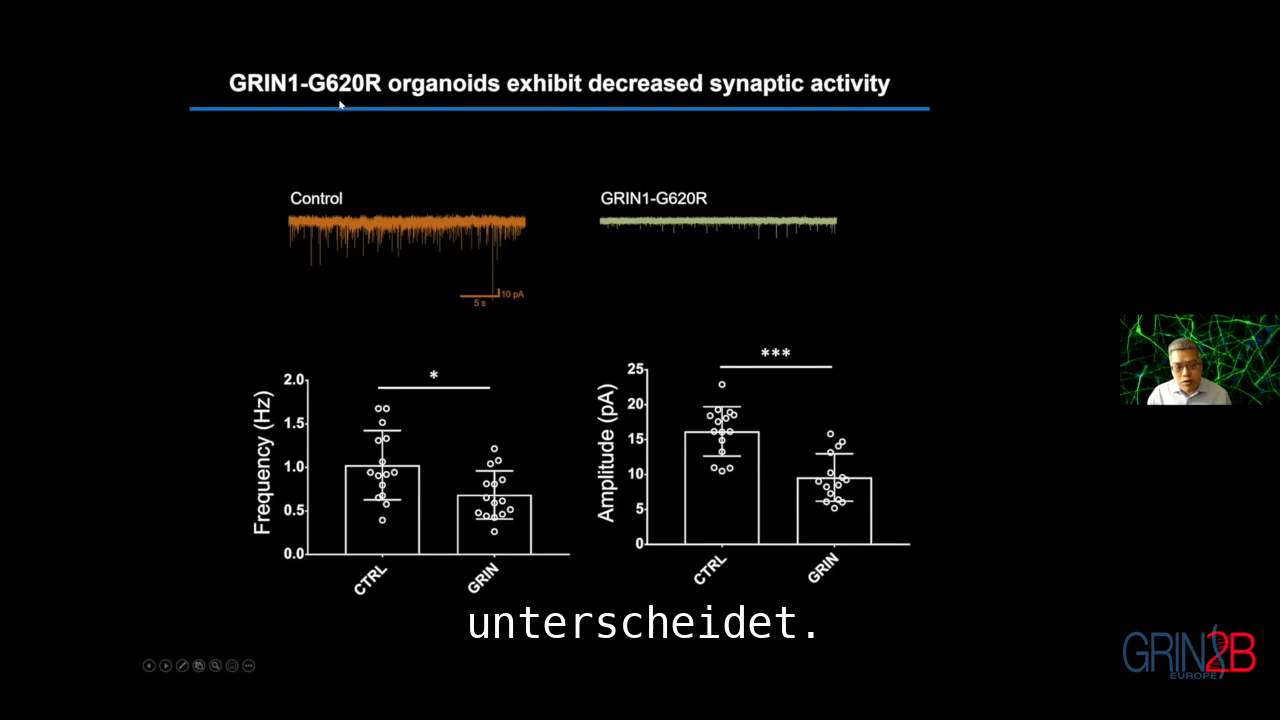 GRIN1-G620R organoids exhibit decreased synaptic activity
Control
GRIN1-G620R
10 pA
5 s
*
***
Frequency (Hz)
2.0
1.5
1.0
0.5
0.0
CTRL
GRIN
Amplitude (pA)
25
20
15
10
5
0
CTRL
GRIN
unterscheidet.
GRIN2B
EUROPE